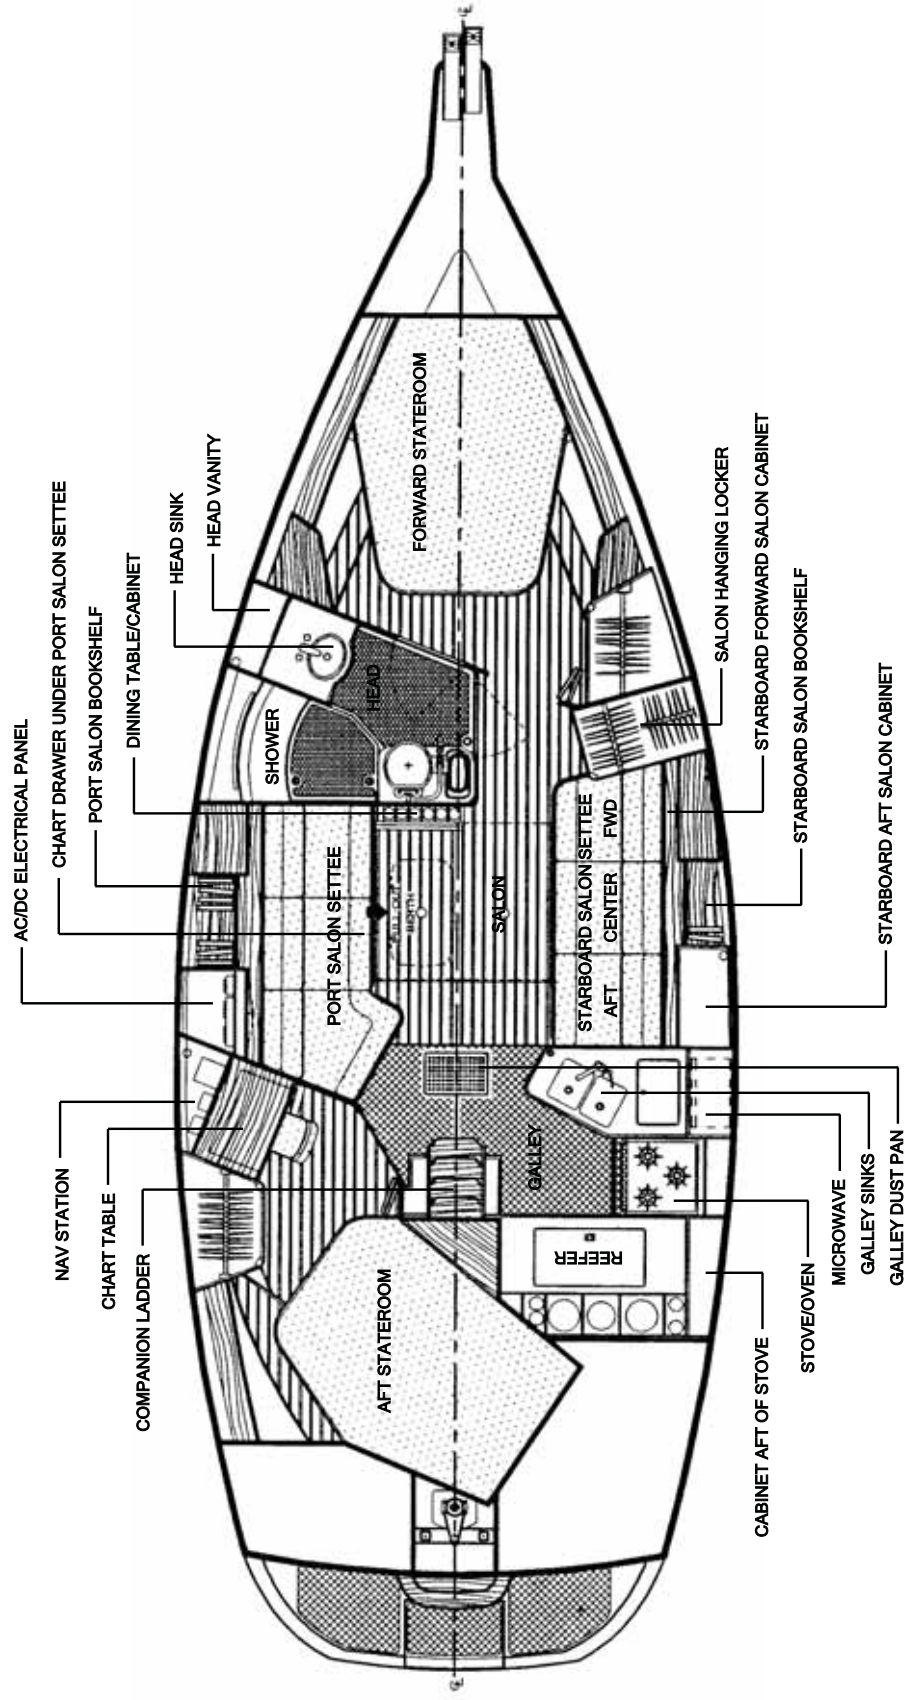 AC/DC ELECTRICAL PANEL
CHART DRAWER UNDER PORT SALON SETTEE
PORT SALON BOOKSHELF
DINING TABLE/CABINET
HEAD SINK
HEAD VANITY
FORWARD STATEROOM
SHOWER
HEAD
PORT SALON SETTEE
PULL OUT
BERTH
SALON
STARBOARD SALON SETTEE
AFT CENTER FWD
SALON HANGING LOCKER
STARBOARD FORWARD SALON CABINET
STARBOARD SALON BOOKSHELF
STARBOARD AFT SALON CABINET
NAV STATION
CHART TABLE
COMPANION LADDER
AFT STATEROOM
GALLEY
REEFER
CABINET AFT OF STOVE
STOVE/OVEN
MICROWAVE
GALLEY SINKS
GALLEY DUST PAN